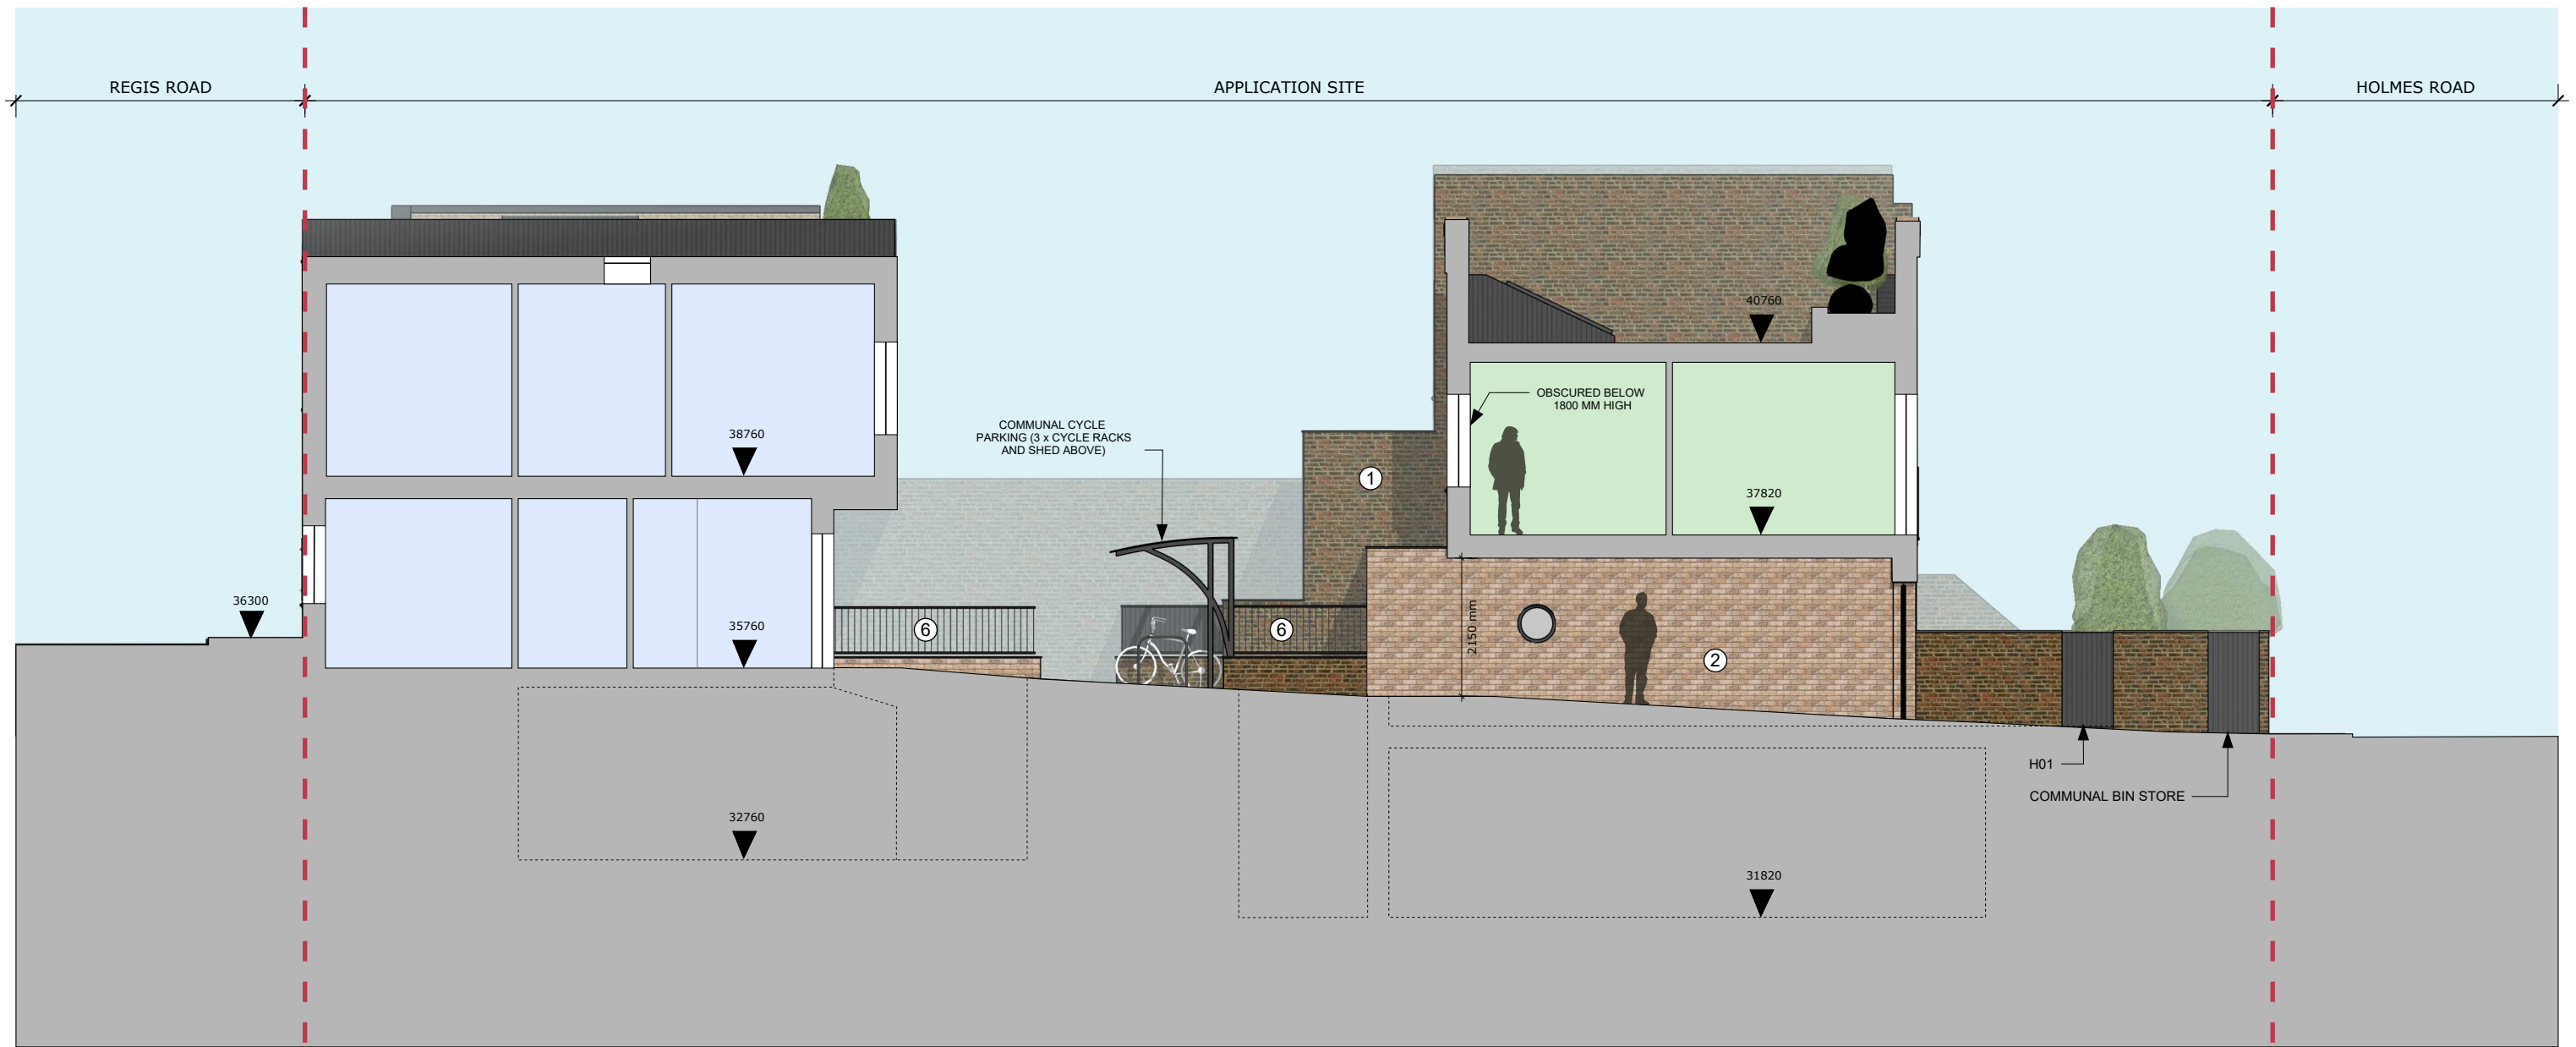 REGIS ROAD
APPLICATION SITE
HOLMES ROAD
40760
OBSCURED BELOW
1800 MM HIGH
COMMUNAL CYCLE
PARKING (3 x CYCLE RACKS
AND SHED ABOVE)
38760
1
37820
36300
35760
6
6
2150 mm
2
H01
COMMUNAL BIN STORE
32760
31820